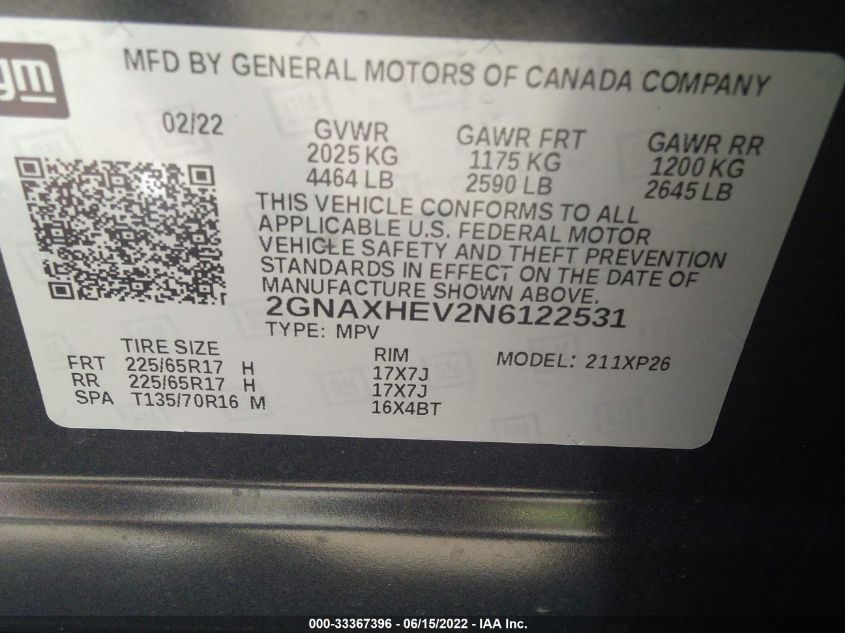 gm
MFD BY GENERAL MOTORS OF CANADA COMPANY
02/22
GVWR
2025 KG
4464 LB
GAWR FRT
1175 KG
2590 LB
GAWR RR
1200 KG
2645 LB
THIS VEHICLE CONFORMS TO ALL
APPLICABLE U.S. FEDERAL MOTOR
VEHICLE SAFETY AND THEFT PREVENTION
STANDARDS IN EFFECT ON THE DATE OF
MANUFACTURE SHOWN ABOVE.
2GNAXHEV2N6122531
TYPE: MPV
TIRE SIZE
RIM
MODEL: 211XP26
FRT 225/65R17 H 17X7J
RR 225/65R17 H 17X7J
SPA T135/70R16 M 16X4BT
000-33367396 - 06/15/2022 - IAA Inc.